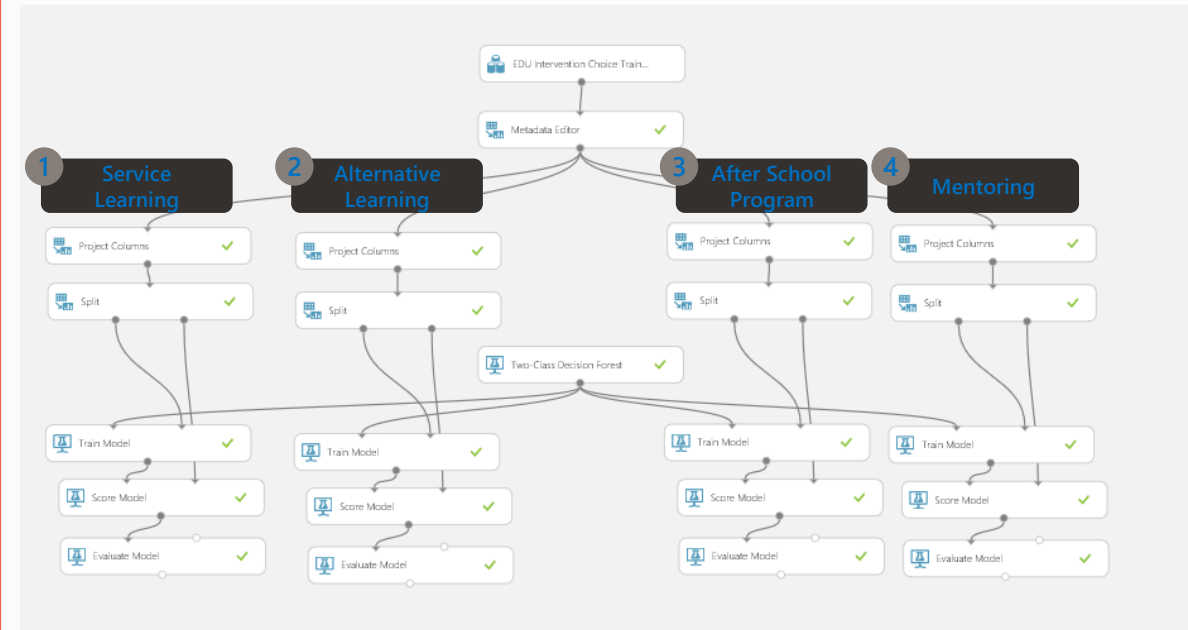 EDU Intervention Choice Train...
Metadata Editor
1
Service
Learning
2
Alternative
Learning
3
After School
Program
4
Mentoring
Project Columns
Project Columns
Project Columns
Project Columns
Split
Split
Split
Split
Two-Class Decision Forest
Train Model
Train Model
Train Model
Train Model
Score Model
Score Model
Score Model
Score Model
Evaluate Model
Evaluate Model
Evaluate Model
Evaluate Model